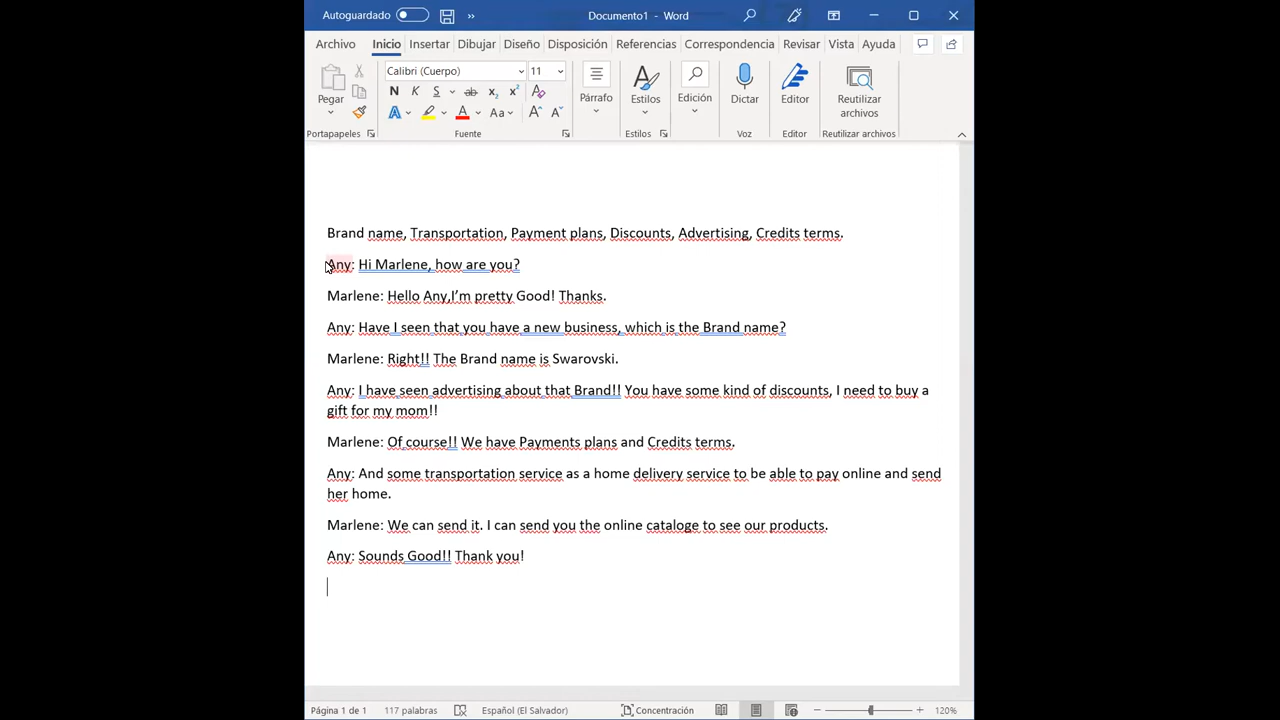 Autoguardado
Documento1 - Word
Archivo Inicio Insertar Dibujar Diseño Disposición Referencias Correspondencia Revisar Vista Ayuda
Pegar
Calibri (Cuerpo) 11
N K S ab x₂ x²
A A Aa A A
Párrafo
Estilos
Edición
Dictar
Editor
Reutilizar
archivos
Portapapeles Fuente Estilos Voz Editor Reutilizar archivos
Brand name, Transportation, Payment plans, Discounts, Advertising, Credits terms.
Any: Hi Marlene, how are you?
Marlene: Hello Any,I'm pretty Good! Thanks.
Any: Have I seen that you have a new business, which is the Brand name?
Marlene: Right!! The Brand name is Swarovski.
Any: I have seen advertising about that Brand!! You have some kind of discounts, I need to buy a
gift for my mom!!
Marlene: Of course!! We have Payments plans and Credits terms.
Any: And some transportation service as a home delivery service to be able to pay online and send
her home.
Marlene: We can send it. I can send you the online cataloge to see our products.
Any: Sounds Good!! Thank you!
Página 1 de 1 117 palabras Español (El Salvador) Concentración 120%